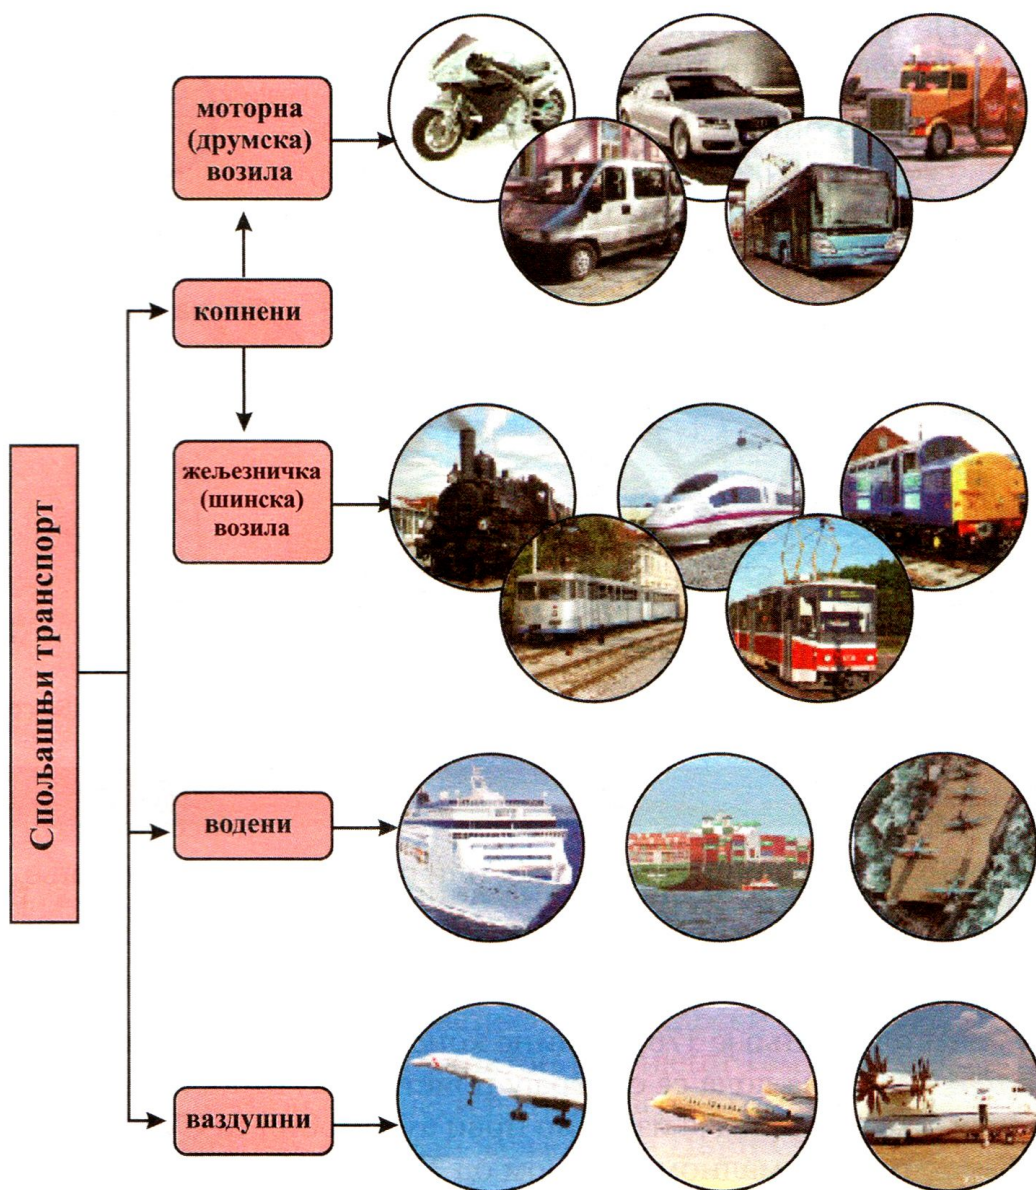 моторна
(друмска)
возила
копнени
жељезничка
(шинска)
возила
Спољашњи транспорт
водени
ваздушни